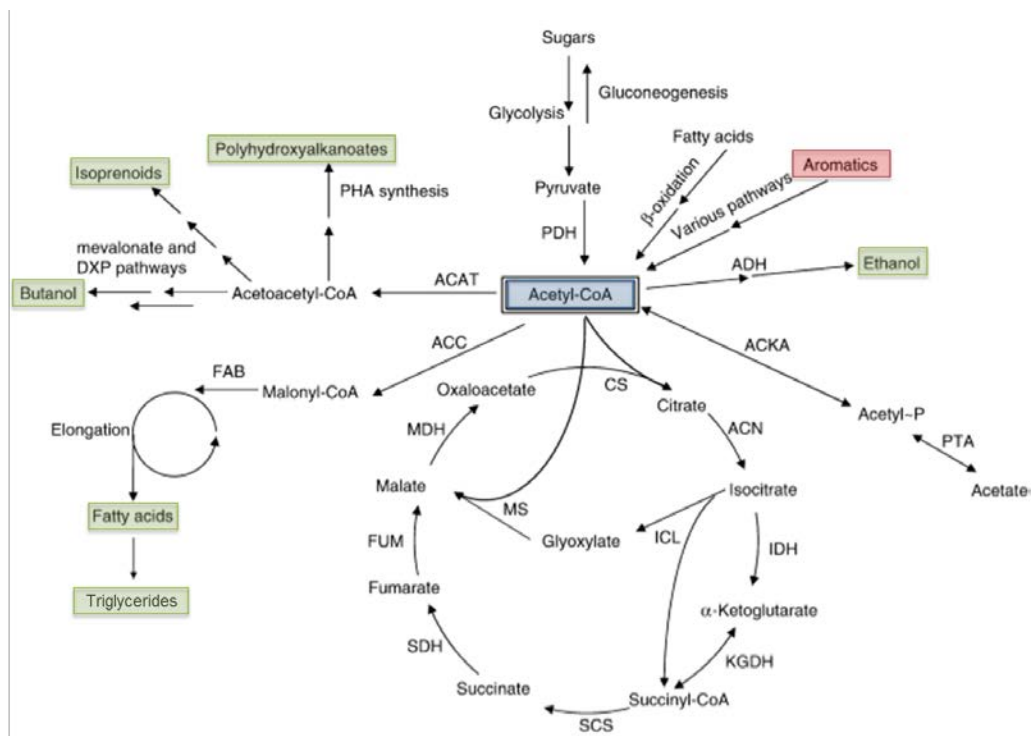 Sugars
Gluconeogenesis
Glycolysis
Fatty acids
Polyhydroxyalkanoates
Aromatics
Isoprenoids
β-oxidation
Various pathways
PHA synthesis
Pyruvate
mevalonate and
DXP pathways
PDH
ADH
Ethanol
Butanol
Acetoacetyl-CoA
ACAT
Acetyl-CoA
ACC
ACKA
FAB
Malonyl-CoA
Oxaloacetate
CS
Citrate
Acetyl~P
Elongation
MDH
ACN
PTA
Malate
MS
Isocitrate
Acetate
Fatty acids
FUM
Glyoxylate
ICL
IDH
Fumarate
Triglycerides
α-Ketoglutarate
SDH
KGDH
Succinate
Succinyl-CoA
SCS